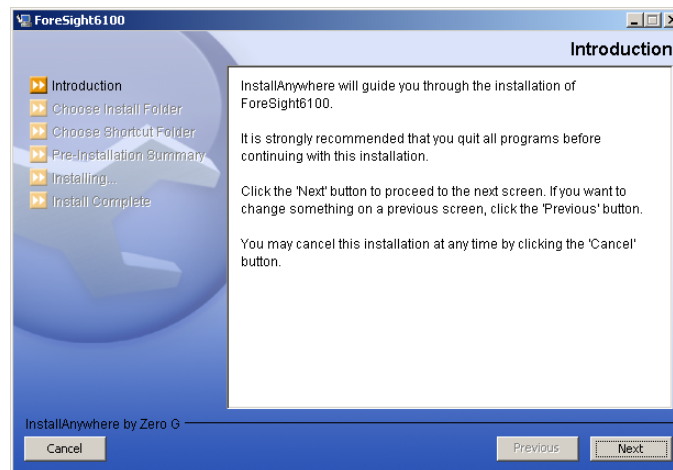 ForeSight6100
Introduction
Introduction
Choose Install Folder
Choose Shortcut Folder
Pre-Installation Summary
Installing...
Install Complete
InstallAnywhere will guide you through the installation of
ForeSight6100.
It is strongly recommended that you quit all programs before
continuing with this installation.
Click the 'Next' button to proceed to the next screen. If you want to
change something on a previous screen, click the 'Previous' button.
You may cancel this installation at any time by clicking the 'Cancel'
button.
InstallAnywhere by Zero G
Cancel
Previous
Next